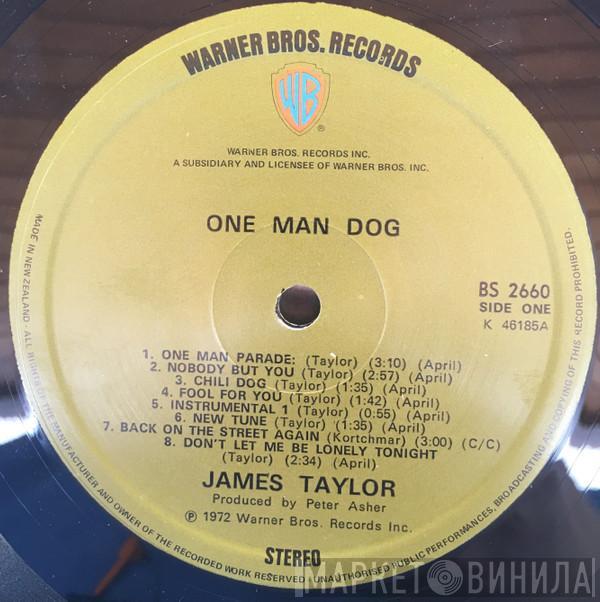 WARNER BROS. RECORDS
WB
®
WARNER BROS. RECORDS INC.
A SUBSIDIARY AND LICENSEE OF WARNER BROS. INC.
ONE MAN DOG
BS 2660
SIDE ONE
K 46185A
1. ONE MAN PARADE: (Taylor) (3:10) (April)
2. NOBODY BUT YOU (Taylor) (2:57) (April)
3. CHILI DOG (Taylor) (1:35) (April)
4. FOOL FOR YOU (Taylor) (1:42) (April)
5. INSTRUMENTAL 1 (Taylor) (0:55) (April)
6. NEW TUNE (Taylor) (1:35) (April)
7. BACK ON THE STREET AGAIN (Kortchmar) (3:00) (C/C)
8. DON'T LET ME BE LONELY TONIGHT
(Taylor) (2:34) (April)
JAMES TAYLOR
Produced by Peter Asher
℗ 1972 Warner Bros. Records Inc.
STEREO
MADE IN NEW ZEALAND - ALL RIGHTS OF THE MANUFACTURER AND OWNER OF THE RECORDED WORK RESERVED - UNAUTHORISED PUBLIC PERFORMANCES, BROADCASTING AND COPYING OF THIS RECORD PROHIBITED.
МАРКЕТ ВИНИЛА